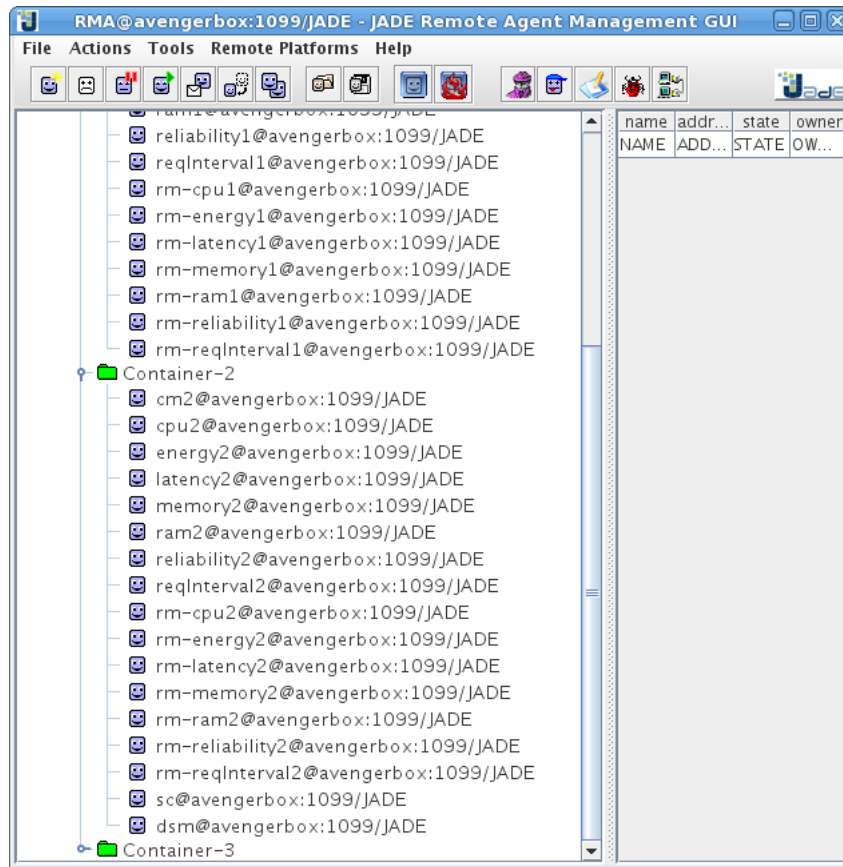 RMA@avengerbox:1099/JADE - JADE Remote Agent Management GUI
File Actions Tools Remote Platforms Help
Jade
name addr... state owner
NAME ADD... STATE OW...
ram1@avengerbox:1099/JADE
reliability1@avengerbox:1099/JADE
reqInterval1@avengerbox:1099/JADE
rm-cpu1@avengerbox:1099/JADE
rm-energy1@avengerbox:1099/JADE
rm-latency1@avengerbox:1099/JADE
rm-memory1@avengerbox:1099/JADE
rm-ram1@avengerbox:1099/JADE
rm-reliability1@avengerbox:1099/JADE
rm-reqInterval1@avengerbox:1099/JADE
Container-2
cm2@avengerbox:1099/JADE
cpu2@avengerbox:1099/JADE
energy2@avengerbox:1099/JADE
latency2@avengerbox:1099/JADE
memory2@avengerbox:1099/JADE
ram2@avengerbox:1099/JADE
reliability2@avengerbox:1099/JADE
reqInterval2@avengerbox:1099/JADE
rm-cpu2@avengerbox:1099/JADE
rm-energy2@avengerbox:1099/JADE
rm-latency2@avengerbox:1099/JADE
rm-memory2@avengerbox:1099/JADE
rm-ram2@avengerbox:1099/JADE
rm-reliability2@avengerbox:1099/JADE
rm-reqInterval2@avengerbox:1099/JADE
sc@avengerbox:1099/JADE
dsm@avengerbox:1099/JADE
Container-3